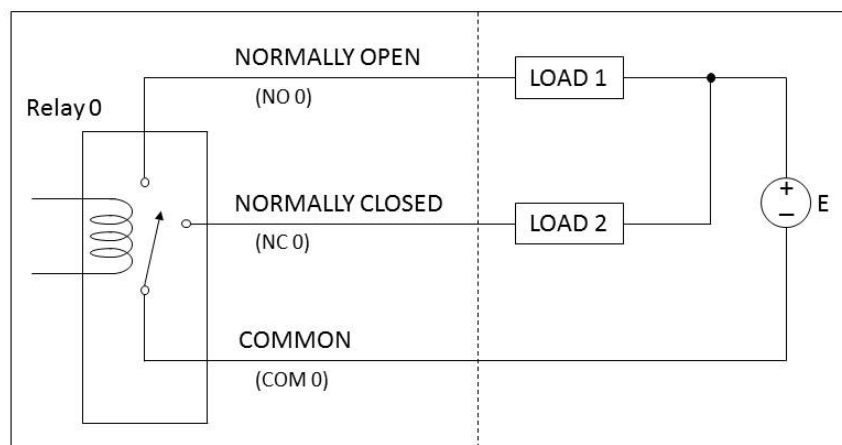 NORMALLY OPEN
(NO 0)
LOAD 1
Relay 0
NORMALLY CLOSED
(NC 0)
LOAD 2
+
−
E
COMMON
(COM 0)